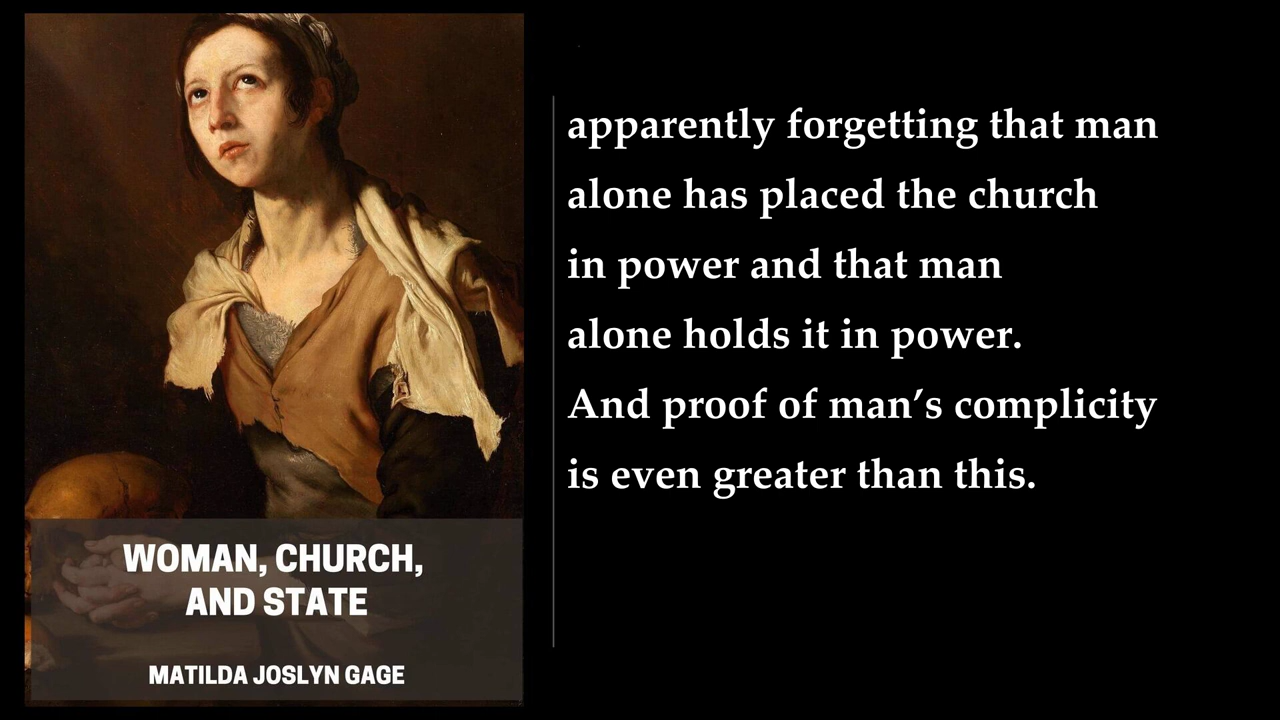 WOMAN, CHURCH,
AND STATE
MATILDA JOSLYN GAGE
apparently forgetting that man
alone has placed the church
in power and that man
alone holds it in power.
And proof of man’s complicity
is even greater than this.